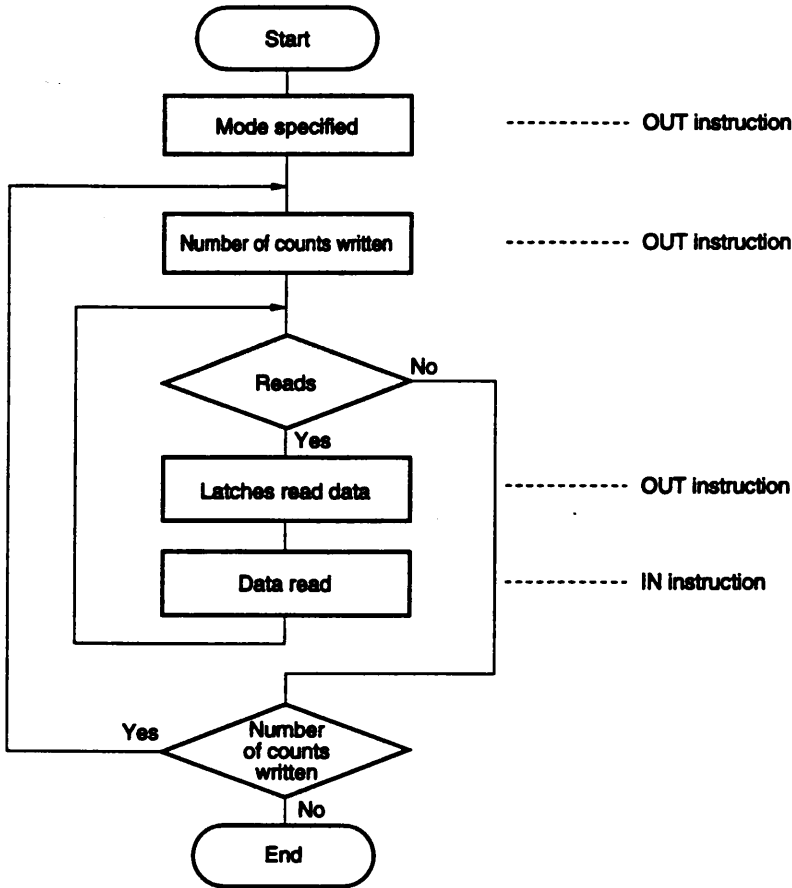 Start
Mode specified
OUT instruction
Number of counts written
OUT instruction
Reads
No
Yes
Latches read data
OUT instruction
Data read
IN instruction
Yes
Number
of counts
written
No
End